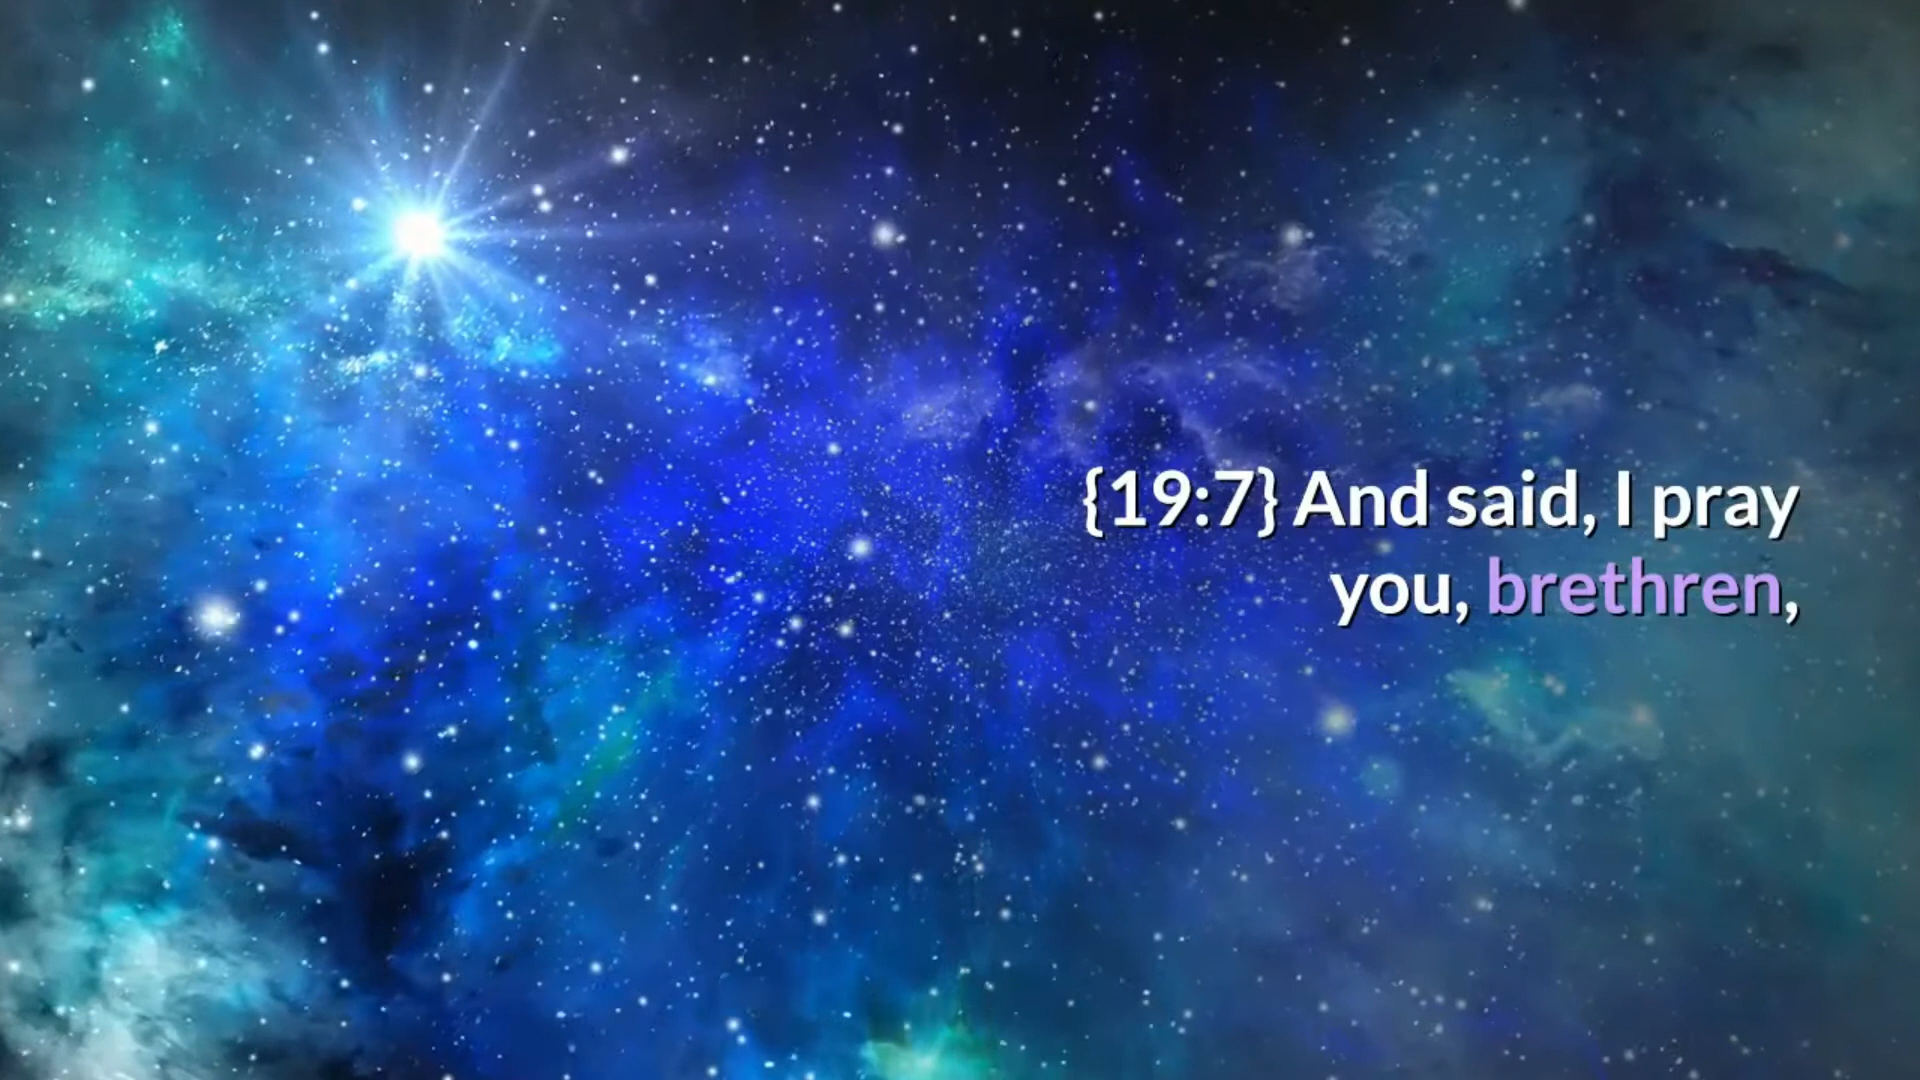 {19:7} And said, I pray
you, brethren,